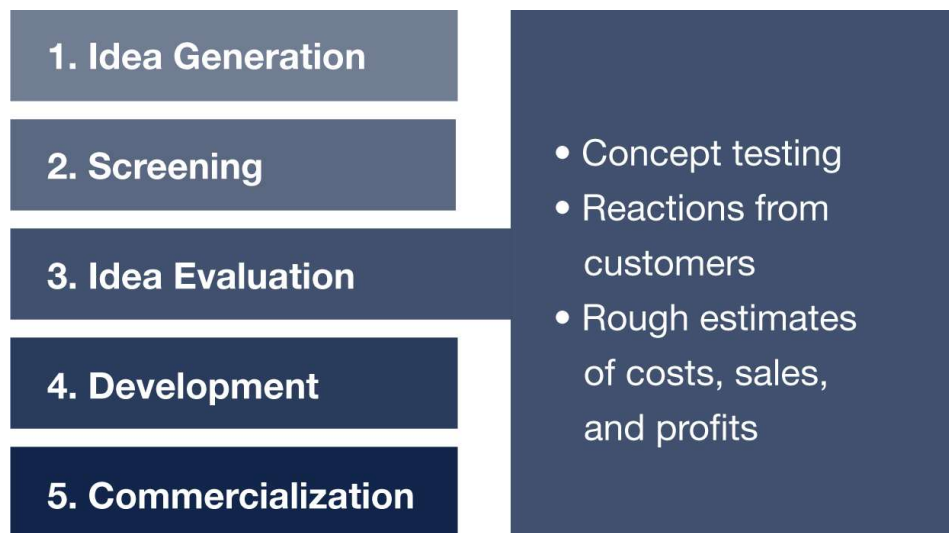 1. Idea Generation
2. Screening
3. Idea Evaluation
4. Development
5. Commercialization
• Concept testing
• Reactions from
customers
• Rough estimates
of costs, sales,
and profits